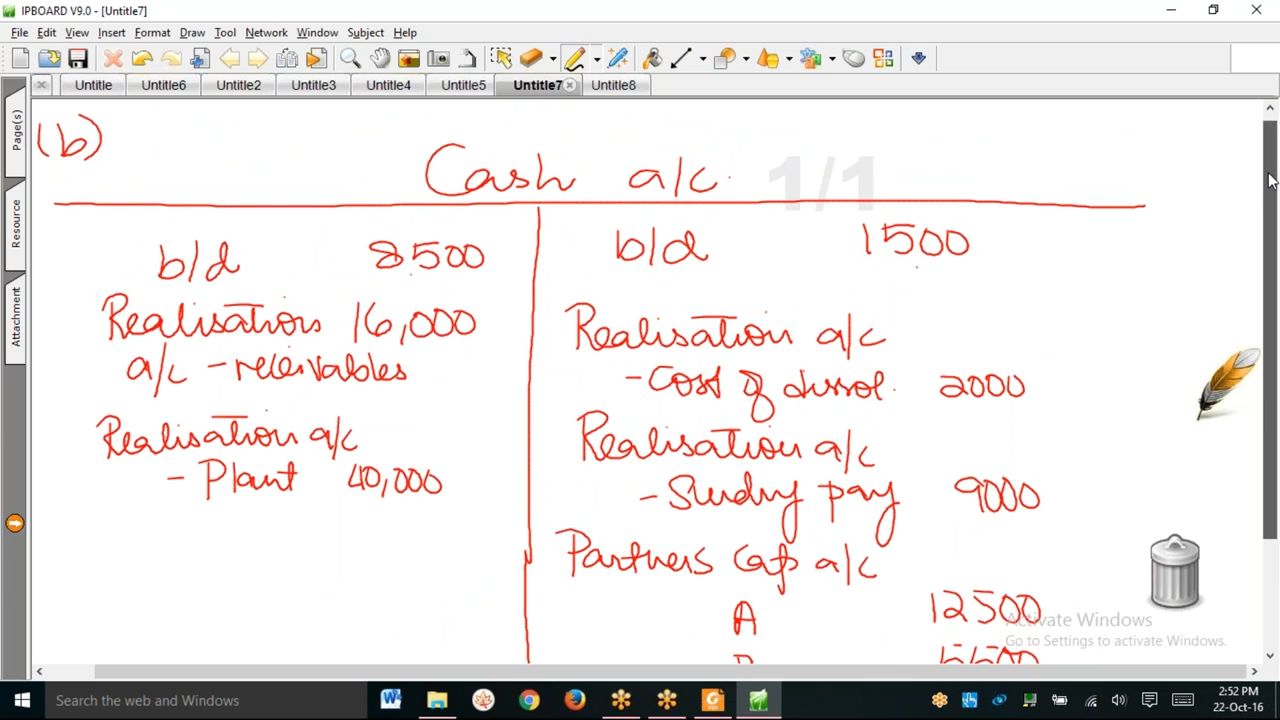 IPBOARD V9.0 - [Untitle7]
File Edit View Insert Format Draw Tool Network Window Subject Help
Untitle Untitle6 Untitle2 Untitle3 Untitle4 Untitle5 Untitle7 Untitle8
Page(s)
Resource
Attachment
(b)
Cash a/c.
1/1
b/d 8500
Realisation 16,000
a/c - receivables
Realisation a/c
- Plant 40,000
b/d 1500
Realisation a/c
- Cost of dissol. 2000
Realisation a/c
- Sundry pay 9000
Partners cap a/c
A 12500
5500
Activate Windows
Go to Settings to activate Windows.
Search the web and Windows
2:52 PM
22-Oct-16